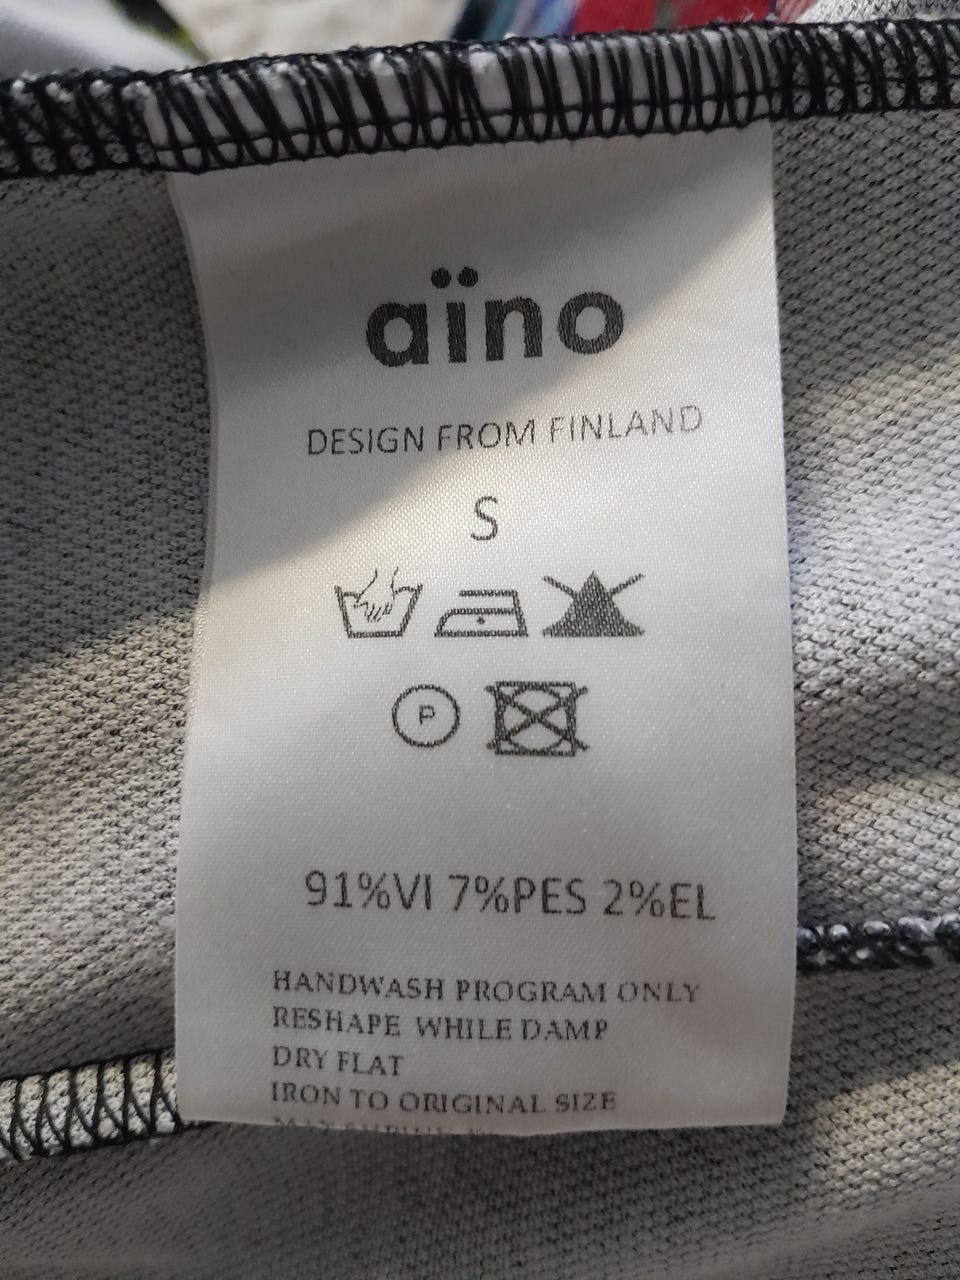 aïno
DESIGN FROM FINLAND
S
P
91%VI 7%PES 2%EL
HANDWASH PROGRAM ONLY
RESHAPE WHILE DAMP
DRY FLAT
IRON TO ORIGINAL SIZE